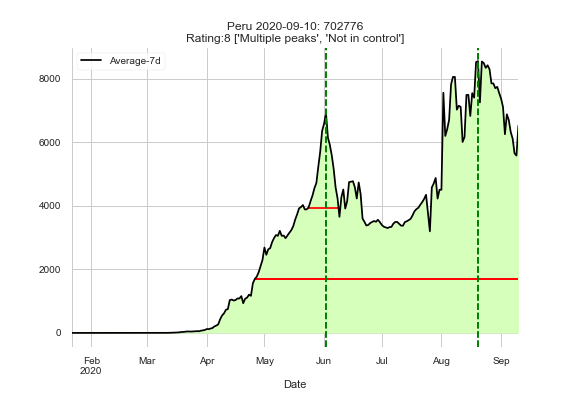 Peru 2020-09-10: 702776
Rating:8 ['Multiple peaks', 'Not in control']
Average-7d
8000
6000
4000
2000
0
Feb Mar Apr May Jun Jul Aug Sep
2020
Date